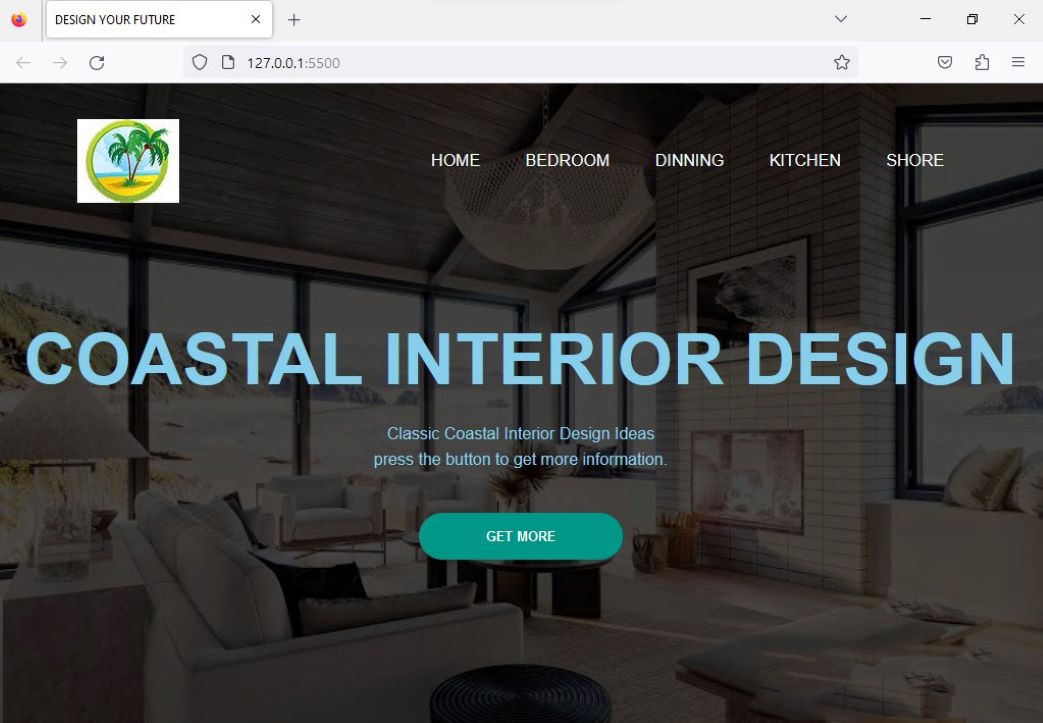 DESIGN YOUR FUTURE
127.0.0.1:5500
HOME BEDROOM DINNING KITCHEN SHORE
COASTAL INTERIOR DESIGN
Classic Coastal Interior Design Ideas
press the button to get more information.
GET MORE